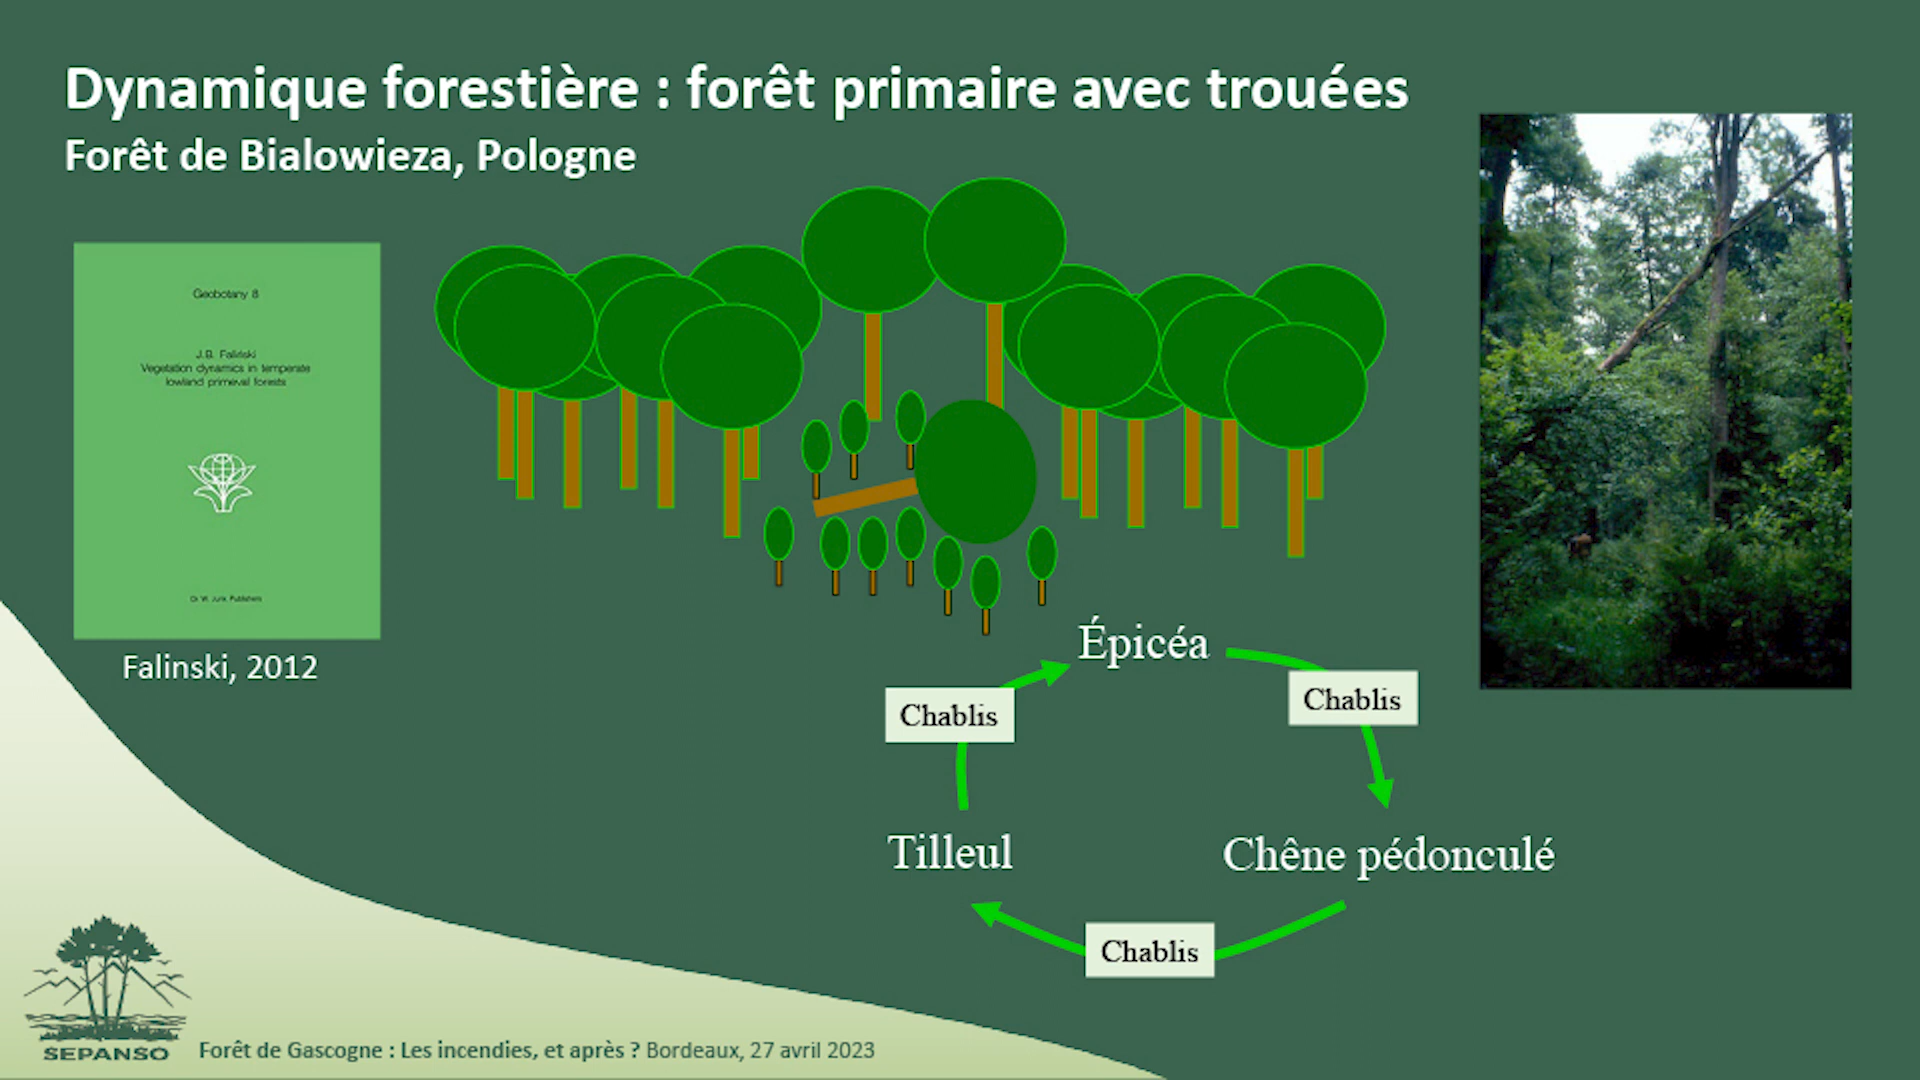 Dynamique forestière : forêt primaire avec trouées
Forêt de Bialowieza, Pologne
Geobotany 8
J.B. Faliński
Vegetation dynamics in temperate
lowland primeval forests
Dr W. Junk Publishers
Falinski, 2012
Épicéa
Chablis
Chablis
Tilleul
Chêne pédonculé
Chablis
SEPANSO
Forêt de Gascogne : Les incendies, et après ? Bordeaux, 27 avril 2023